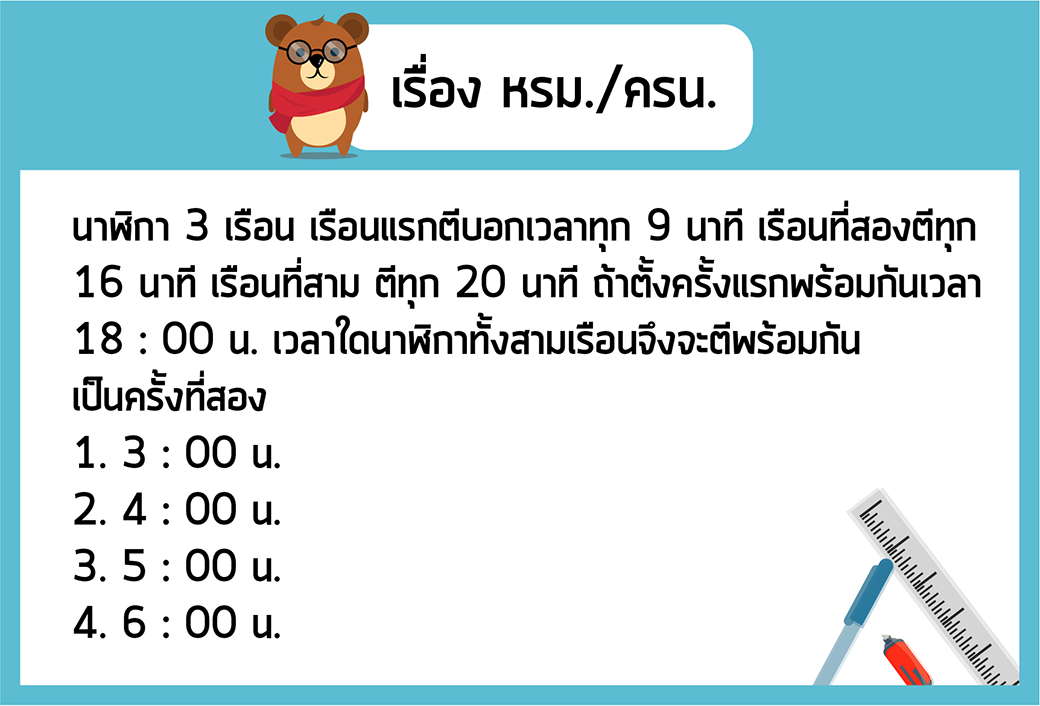 เรื่อง หรม./ครน.
นาฬิกา 3 เรือน เรือนแรกตีบอกเวลาทุก 9 นาที เรือนที่สองตีทุก
16 นาที เรือนที่สาม ตีทุก 20 นาที ถ้าตั้งครั้งแรกพร้อมกันเวลา
18 : 00 น. เวลาใดนาฬิกาทั้งสามเรือนจึงจะตีพร้อมกัน
เป็นครั้งที่สอง
1. 3 : 00 น.
2. 4 : 00 น.
3. 5 : 00 น.
4. 6 : 00 น.